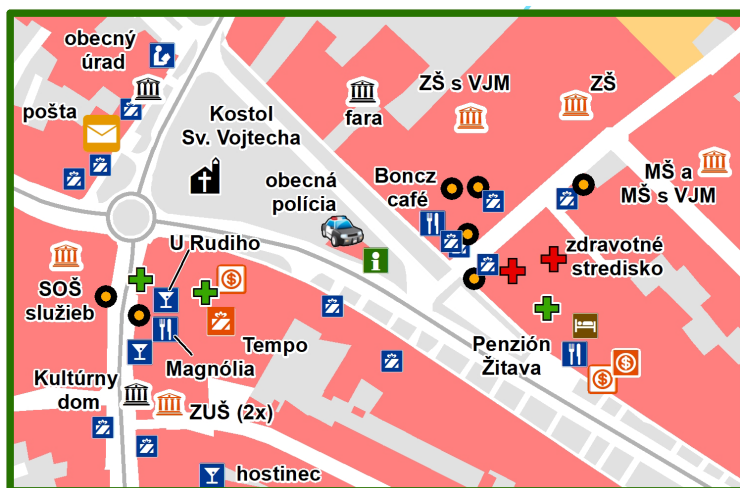 obecný
úrad
pošta
Kostol
Sv. Vojtecha
fara
ZŠ s VJM
ZŠ
MŠ a
MŠ s VJM
obecná
polícia
Boncz
café
zdravotné
stredisko
U Rudiho
SOŠ
služieb
Magnólia
Tempo
Penzión
Žitava
Kultúrny
dom
ZUŠ (2x)
hostinec